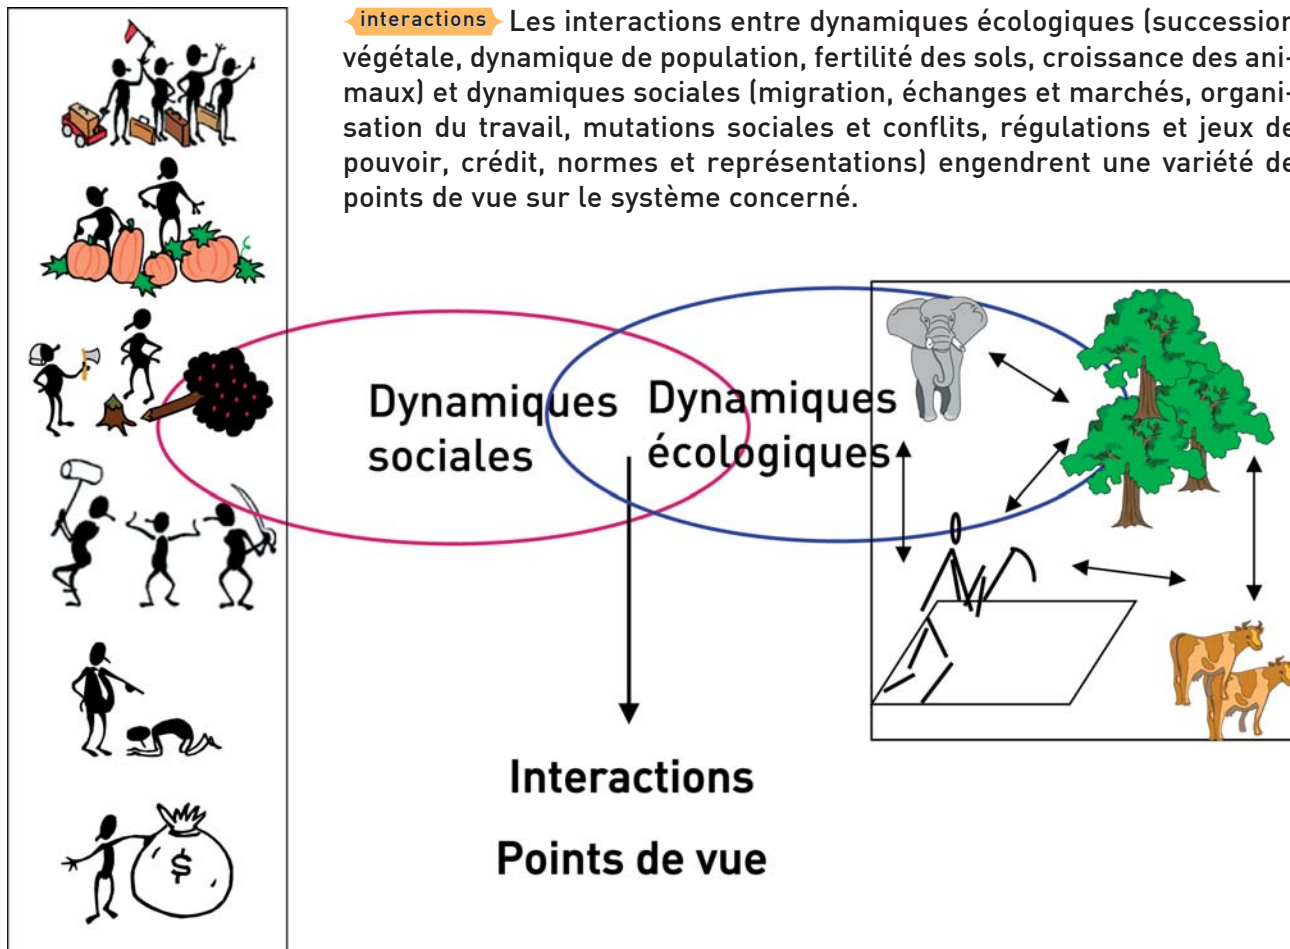 interactions Les interactions entre dynamiques écologiques (succession
végétale, dynamique de population, fertilité des sols, croissance des ani-
maux) et dynamiques sociales (migration, échanges et marchés, organi-
sation du travail, mutations sociales et conflits, régulations et jeux de
pouvoir, crédit, normes et représentations) engendrent une variété de
points de vue sur le système concerné.
Dynamiques
sociales
Dynamiques
écologiques
Interactions
Points de vue
$